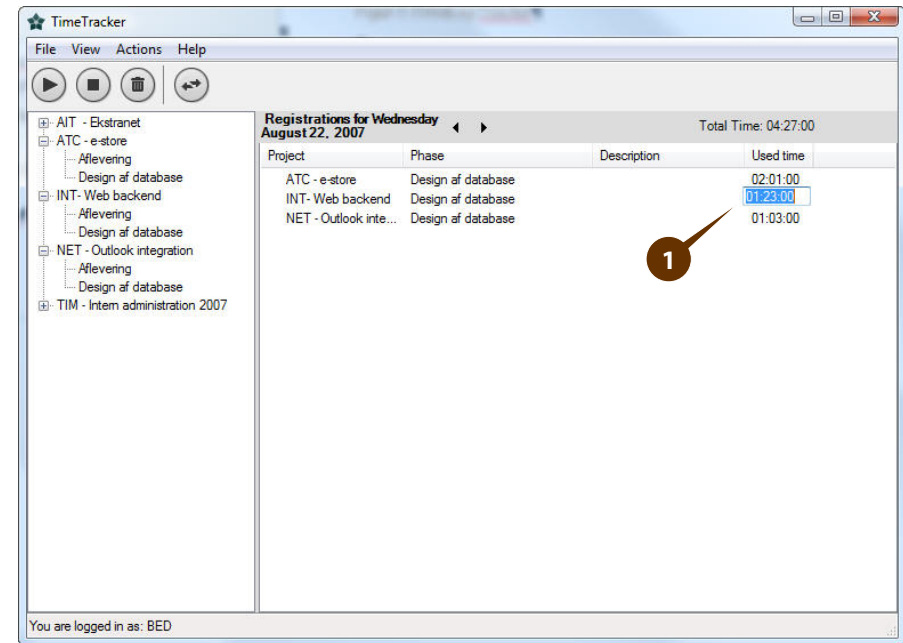 TimeTracker
File View Actions Help
AIT - Ekstranet
ATC - e-store
Aflevering
Design af database
INT- Web backend
Aflevering
Design af database
NET - Outlook integration
Aflevering
Design af database
TIM - Intern administration 2007
Registrations for Wednesday
August 22, 2007
Total Time: 04:27:00
Project Phase Description Used time
ATC - e-store Design af database 02:01:00
INT- Web backend Design af database 01:23:00
NET - Outlook inte... Design af database 01:03:00
1
You are logged in as: BED